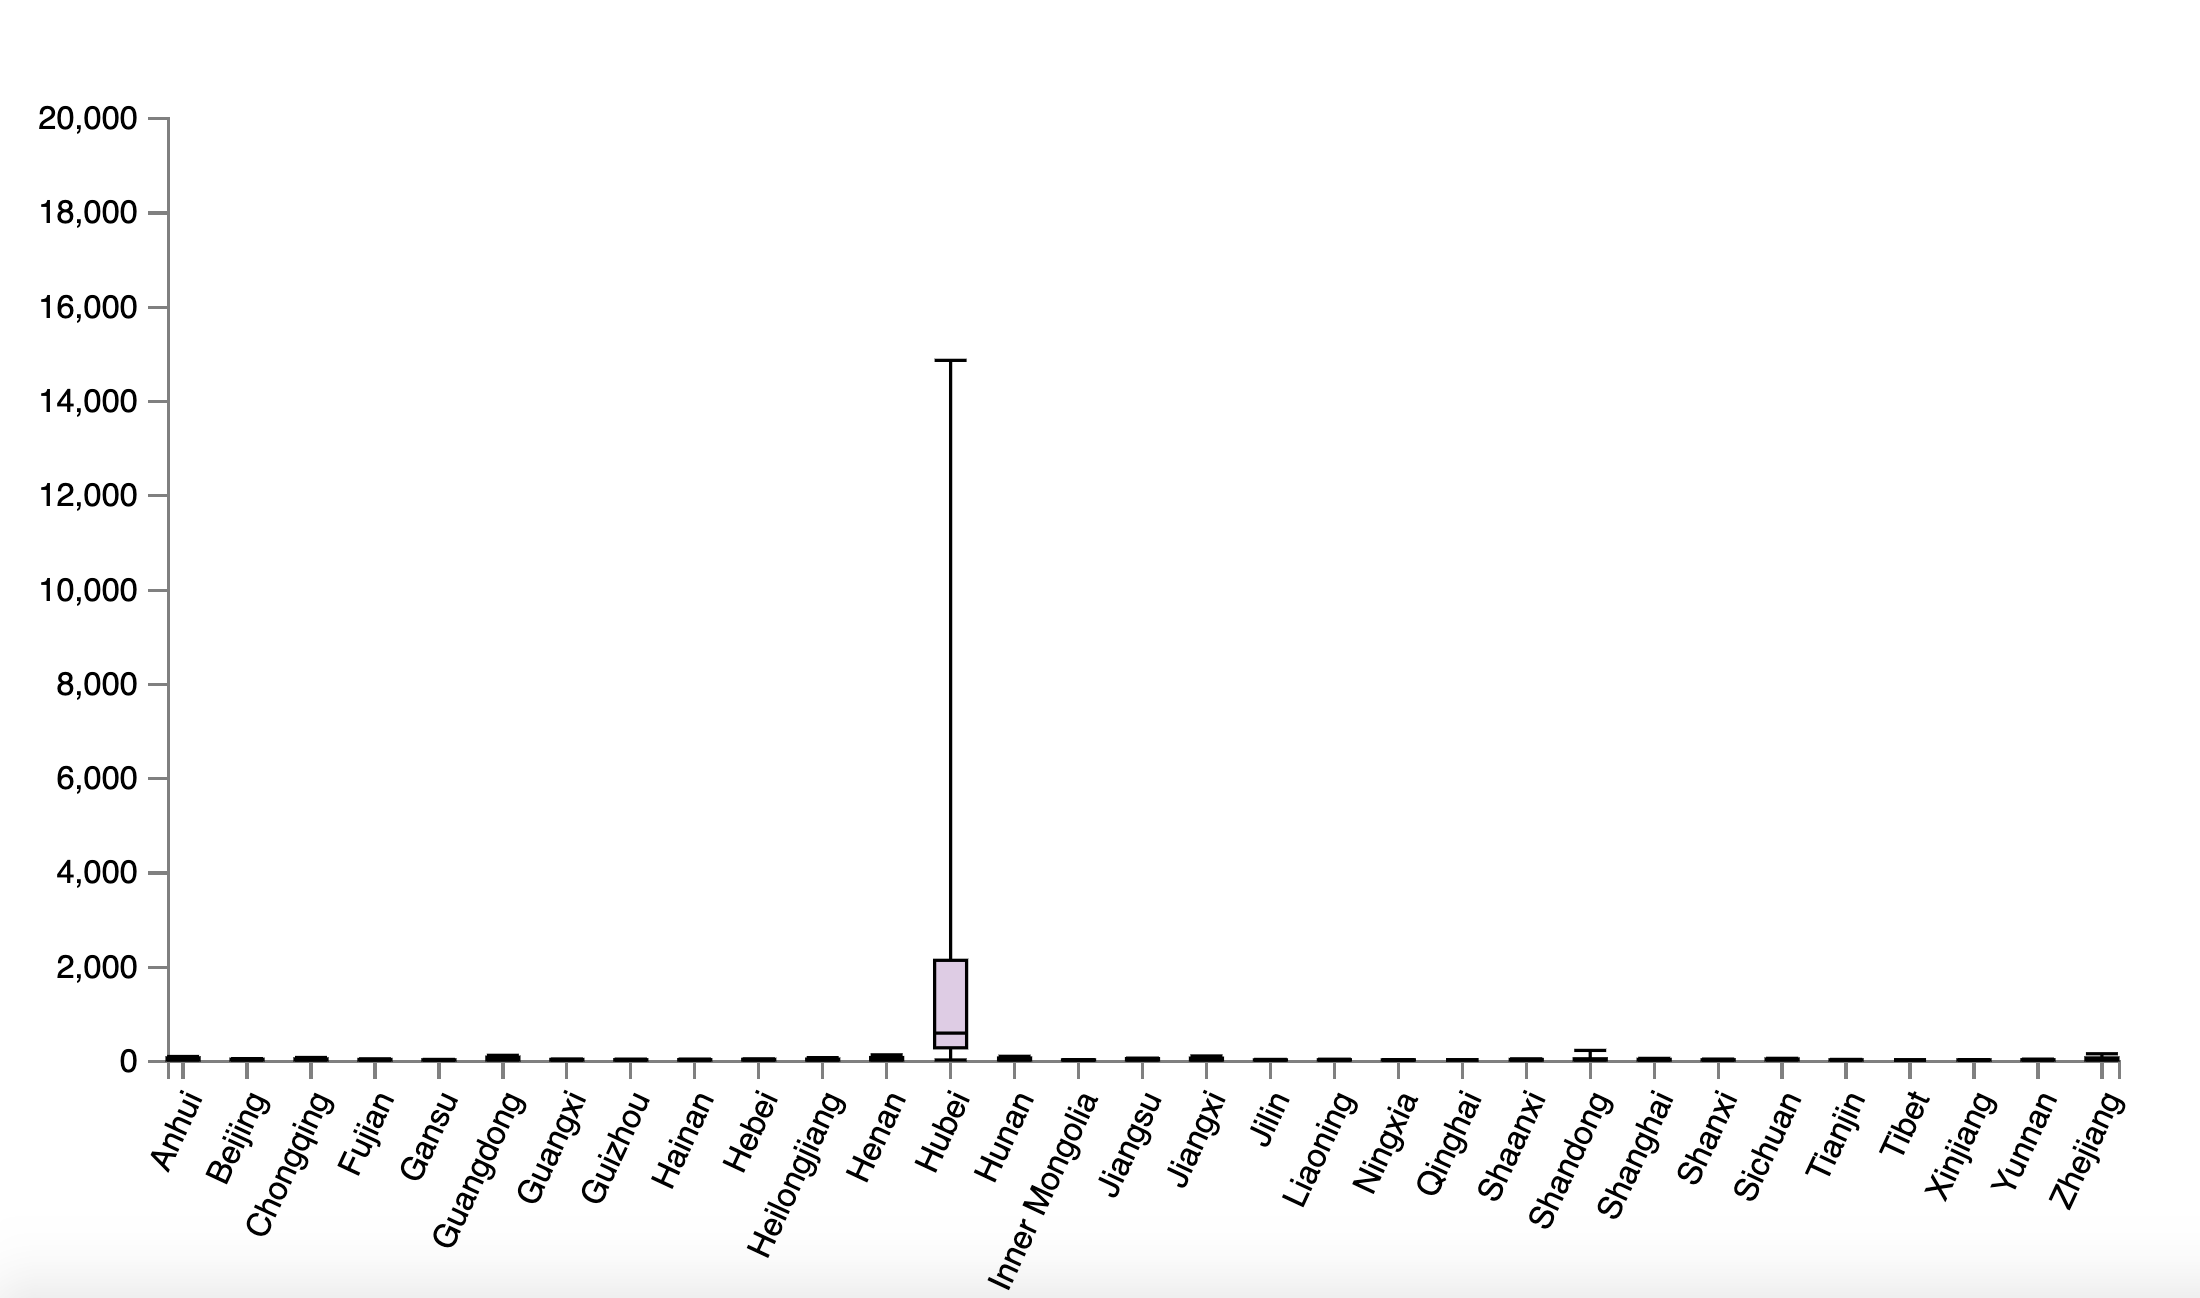 20,000
18,000
16,000
14,000
12,000
10,000
8,000
6,000
4,000
2,000
0
Anhui
Beijing
Chongqing
Fujian
Gansu
Guangdong
Guangxi
Guizhou
Hainan
Hebei
Heilongjiang
Henan
Hubei
Hunan
Inner Mongolia
Jiangsu
Jiangxi
Jilin
Liaoning
Ningxia
Qinghai
Shaanxi
Shandong
Shanghai
Shanxi
Sichuan
Tianjin
Tibet
Xinjiang
Yunnan
Zhejiang